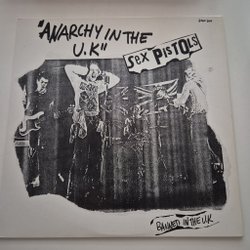 "ANARCHY IN THE
U.K"
SEX PISTOLS
BANNED IN THE U.K.